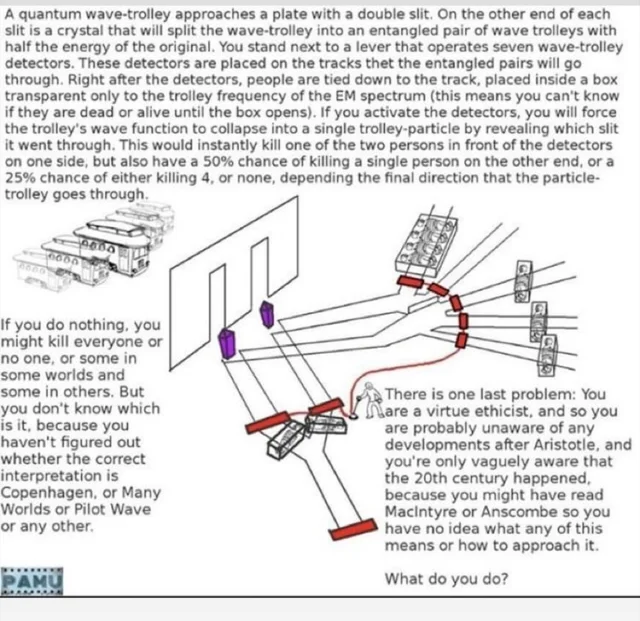 A quantum wave-trolley approaches a plate with a double slit. On the other end of each
slit is a crystal that will split the wave-trolley into an entangled pair of wave trolleys with
half the energy of the original. You stand next to a lever that operates seven wave-trolley
detectors. These detectors are placed on the tracks thet the entangled pairs will go
through. Right after the detectors, people are tied down to the track, placed inside a box
transparent only to the trolley frequency of the EM spectrum (this means you can't know
if they are dead or alive until the box opens). If you activate the detectors, you will force
the trolley's wave function to collapse into a single trolley-particle by revealing which slit
it went through. This would instantly kill one of the two persons in front of the detectors
on one side, but also have a 50% chance of killing a single person on the other end, or a
25% chance of either killing 4, or none, depending the final direction that the particle-
trolley goes through.
If you do nothing, you
might kill everyone or
no one, or some in
some worlds and
some in others. But
you don't know which
is it, because you
haven't figured out
whether the correct
interpretation is
Copenhagen, or Many
Worlds or Pilot Wave
or any other.
There is one last problem: You
are a virtue ethicist, and so you
are probably unaware of any
developments after Aristotle, and
you're only vaguely aware that
the 20th century happened,
because you might have read
MacIntyre or Anscombe so you
have no idea what any of this
means or how to approach it.
What do you do?
PAMU